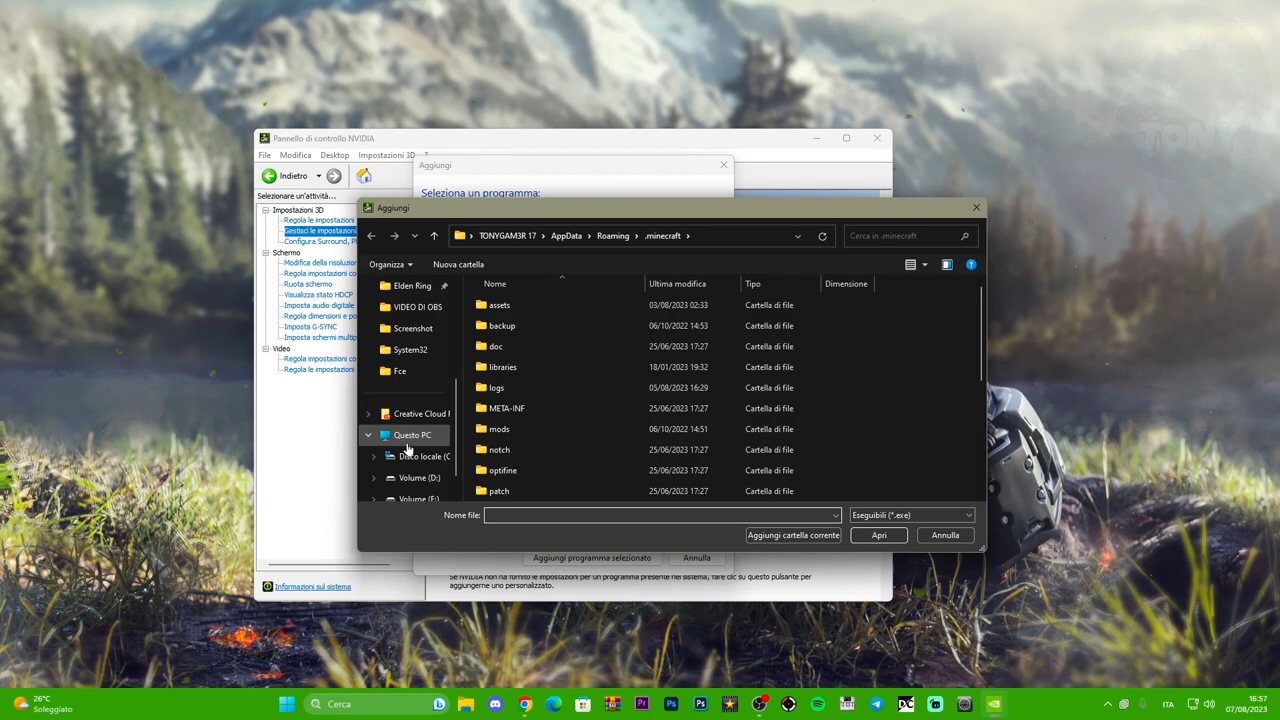 Pannello di controllo NVIDIA
File Modifica Desktop Impostazioni 3D ?
Indietro
Selezionare un'attività...
Impostazioni 3D
Regola le impostazioni
Gestisci le impostazioni
Configura Surround, P
Schermo
Modifica della risoluzion
Regola impostazioni co
Ruota schermo
Visualizza stato HDCP
Imposta audio digitale
Regola dimensioni e po
Imposta G-SYNC
Imposta schermi multip
Video
Regola impostazioni co
Regola le impostazioni
Informazioni sul sistema
Aggiungi
Seleziona un programma:
Aggiungi
TONYGAM3R 17 > AppData > Roaming > .minecraft >
Cerca in .minecraft
Organizza Nuova cartella
Elden Ring
VIDEO DI OBS
Screenshot
System32
Fce
Creative Cloud F
Questo PC
Disco locale (C
Volume (D:)
Volume (E:)
Nome Ultima modifica Tipo Dimensione
assets 03/08/2023 02:33 Cartella di file
backup 06/10/2022 14:53 Cartella di file
doc 25/06/2023 17:27 Cartella di file
libraries 18/01/2023 19:32 Cartella di file
logs 05/08/2023 16:29 Cartella di file
META-INF 25/06/2023 17:27 Cartella di file
mods 06/10/2022 14:51 Cartella di file
notch 25/06/2023 17:27 Cartella di file
optifine 25/06/2023 17:27 Cartella di file
patch 25/06/2023 17:27 Cartella di file
Nome file: Eseguibili (*.exe)
Aggiungi cartella corrente Apri Annulla
Aggiungi programma selezionato Annulla
Se NVIDIA non ha fornito le impostazioni per un programma presente nel sistema, fare clic su questo pulsante per
aggiungerne uno personalizzato.
26°C
Soleggiato
Cerca
ITA
16:57
07/08/2023